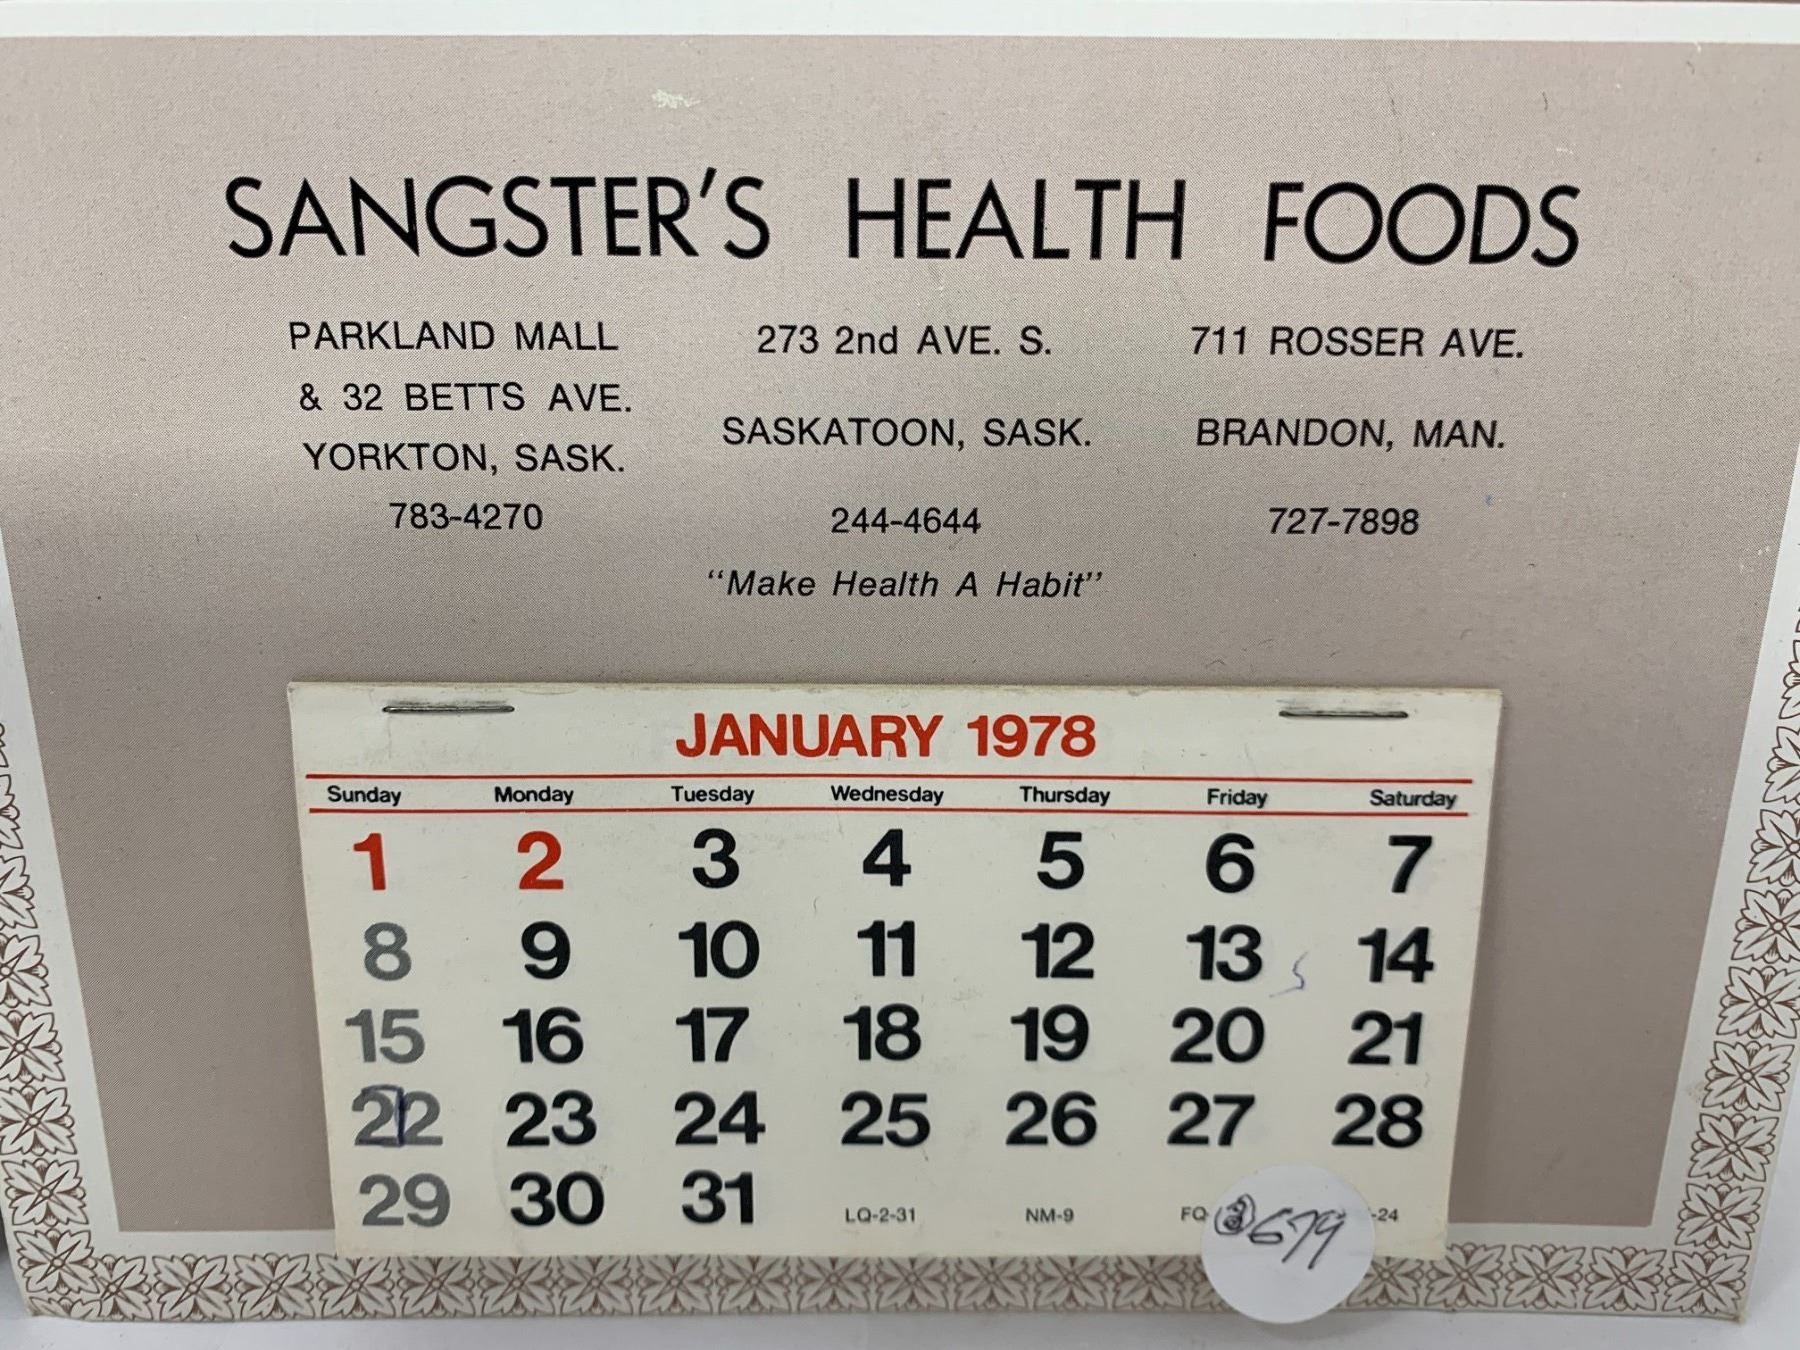 SANGSTER'S HEALTH FOODS
PARKLAND MALL
& 32 BETTS AVE.
YORKTON, SASK.
783-4270
273 2nd AVE. S.
SASKATOON, SASK.
244-4644
711 ROSSER AVE.
BRANDON, MAN.
727-7898
"Make Health A Habit"
JANUARY 1978
Sunday Monday Tuesday Wednesday Thursday Friday Saturday
1 2 3 4 5 6 7
8 9 10 11 12 13 14
15 16 17 18 19 20 21
22 23 24 25 26 27 28
29 30 31 LQ-2-31 NM-9 FQ -24
679